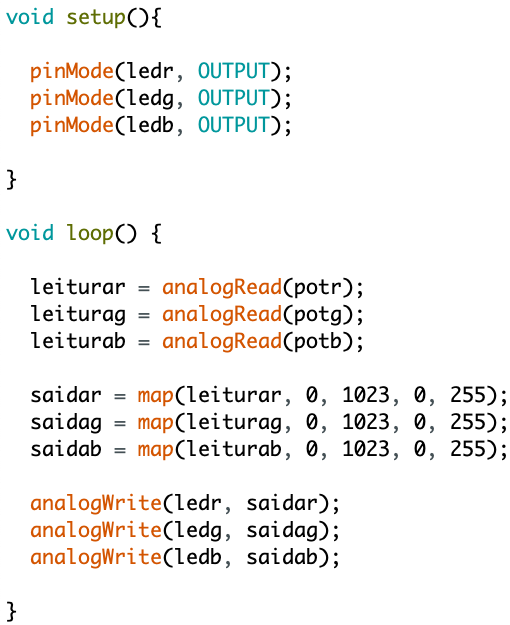 void setup(){
pinMode(ledr, OUTPUT);
pinMode(ledg, OUTPUT);
pinMode(ledb, OUTPUT);
}
void loop() {
leiturar = analogRead(potr);
leiturag = analogRead(potg);
leiturab = analogRead(potb);
saidar = map(leiturar, 0, 1023, 0, 255);
saidag = map(leiturag, 0, 1023, 0, 255);
saidab = map(leiturab, 0, 1023, 0, 255);
analogWrite(ledr, saidar);
analogWrite(ledg, saidag);
analogWrite(ledb, saidab);
}